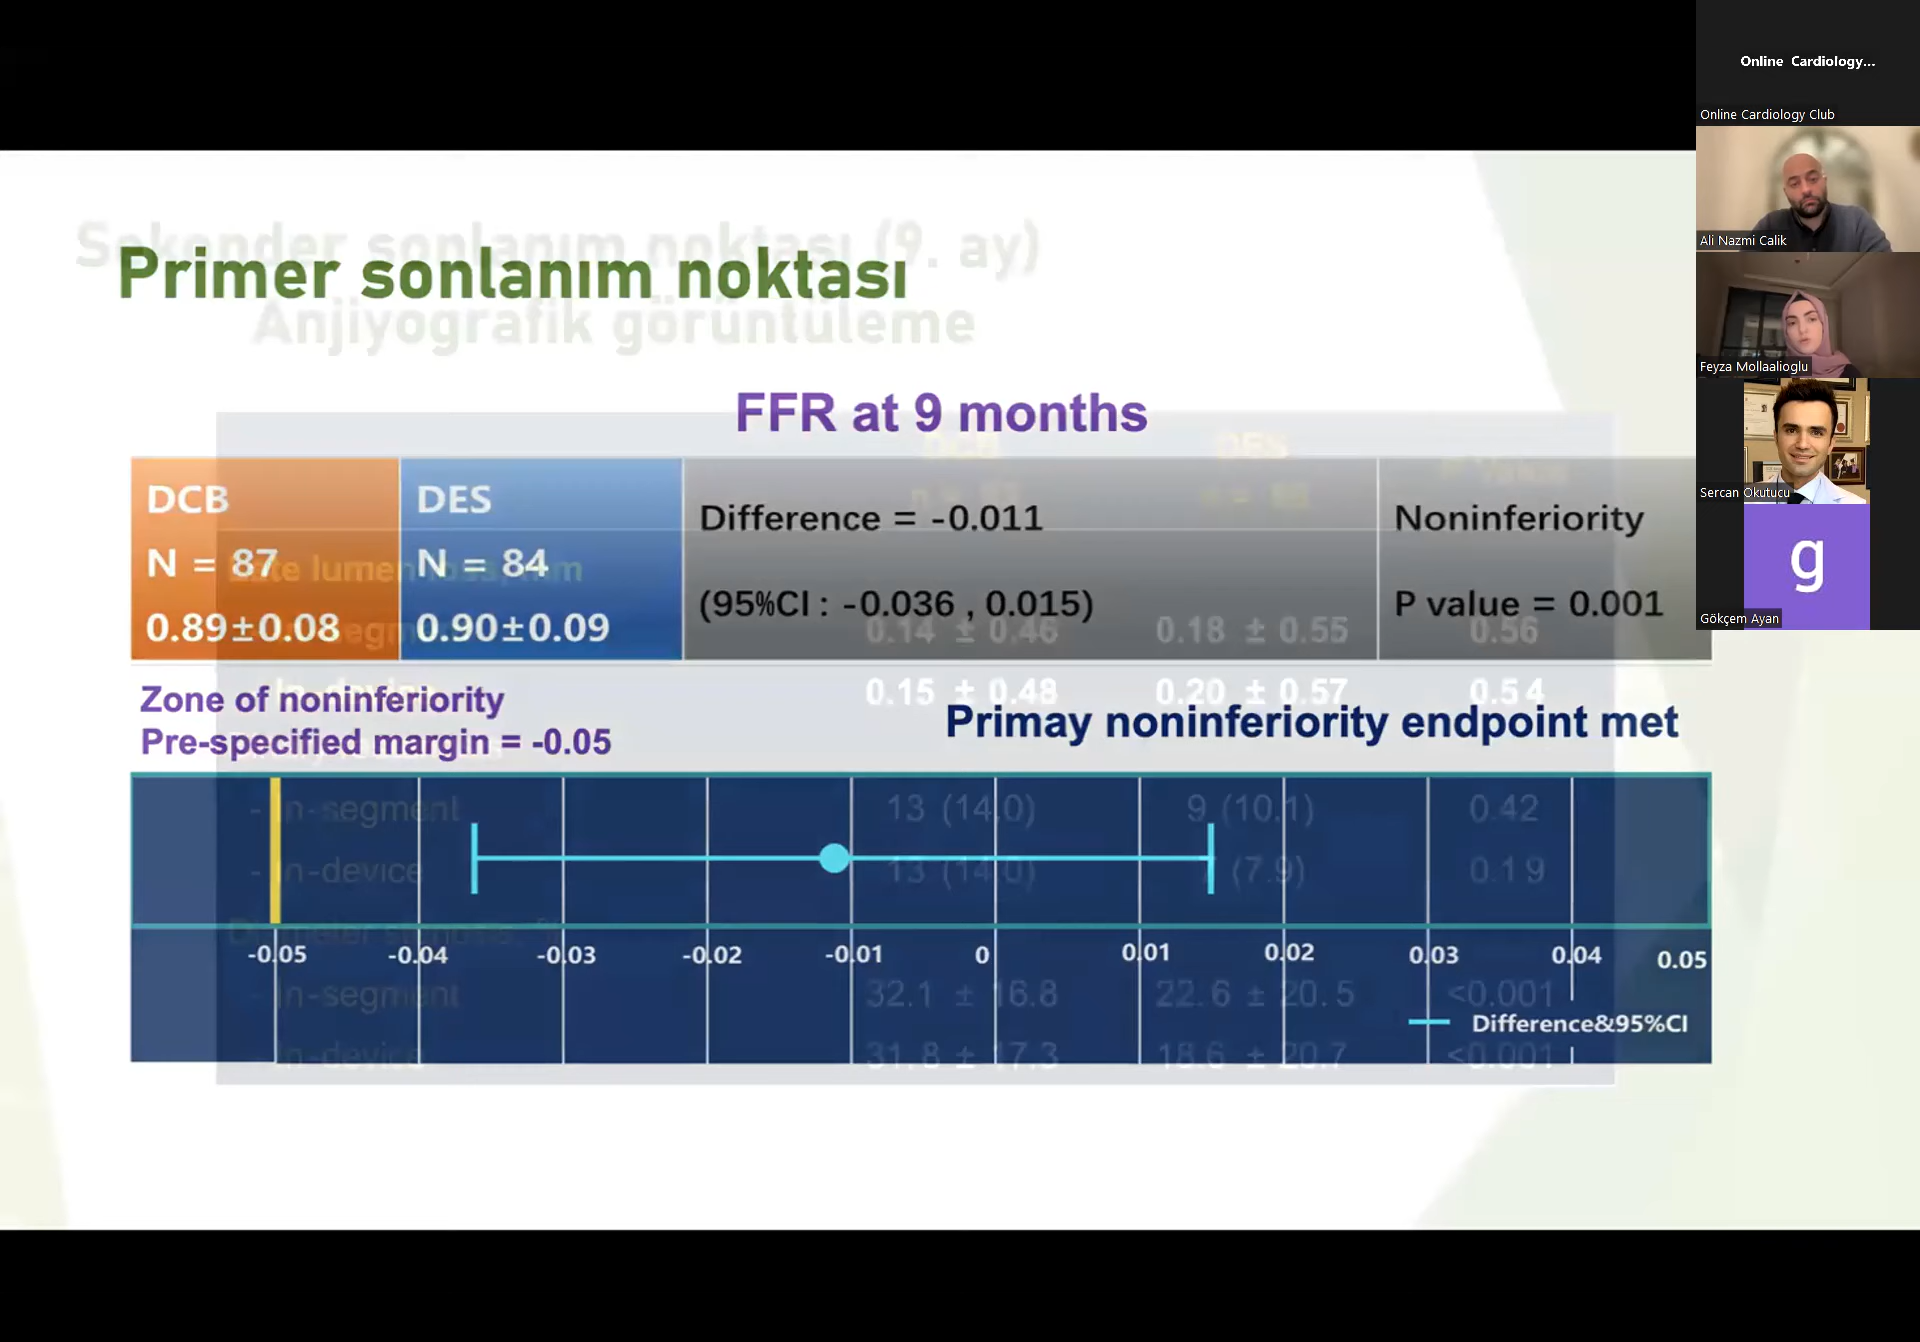 Primer sonlanım noktası
Sekonder sonlanım noktası (9. ay)
Anjiyografik görüntüleme
FFR at 9 months
DCB
N = 87
0.89±0.08
DES
N = 84
0.90±0.09
Difference = -0.011
(95%CI : -0.036 , 0.015)
Noninferiority
P value = 0.001
Zone of noninferiority
Pre-specified margin = -0.05
Primay noninferiority endpoint met
-0.05 -0.04 -0.03 -0.02 -0.01 0 0.01 0.02 0.03 0.04 0.05
Difference&95%CI
DCB DES
lumen
0.14 ± 0.46 0.18 ± 0.55 0.56
0.15 ± 0.48 0.20 ± 0.57 0.54
- In-segment 13 (14.0) 9 (10.1) 0.42
- In-device 13 (14.0) (7.9) 0.19
- In-segment 32.1 ± 16.8 22.6 ± 20.5 <0.001
- In-device 31.8 ± 17.3 18.6 ± 20.7 <0.001
Online Cardiology...
Online Cardiology Club
Ali Nazmi Calik
Feyza Mollaalioglu
Sercan Okutucu
g
Gökçem Ayan